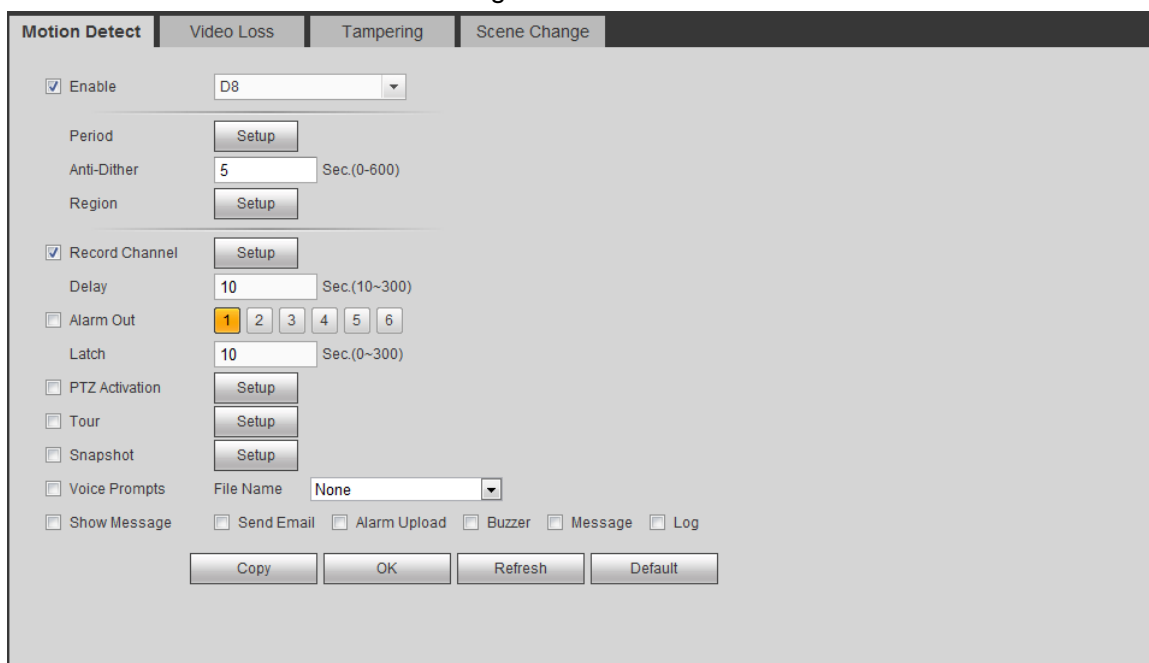 Motion Detect Video Loss Tampering Scene Change
Enable D8
Period Setup
Anti-Dither 5 Sec.(0-600)
Region Setup
Record Channel Setup
Delay 10 Sec.(10~300)
Alarm Out 1 2 3 4 5 6
Latch 10 Sec.(0~300)
PTZ Activation Setup
Tour Setup
Snapshot Setup
Voice Prompts File Name None
Show Message Send Email Alarm Upload Buzzer Message Log
Copy OK Refresh Default